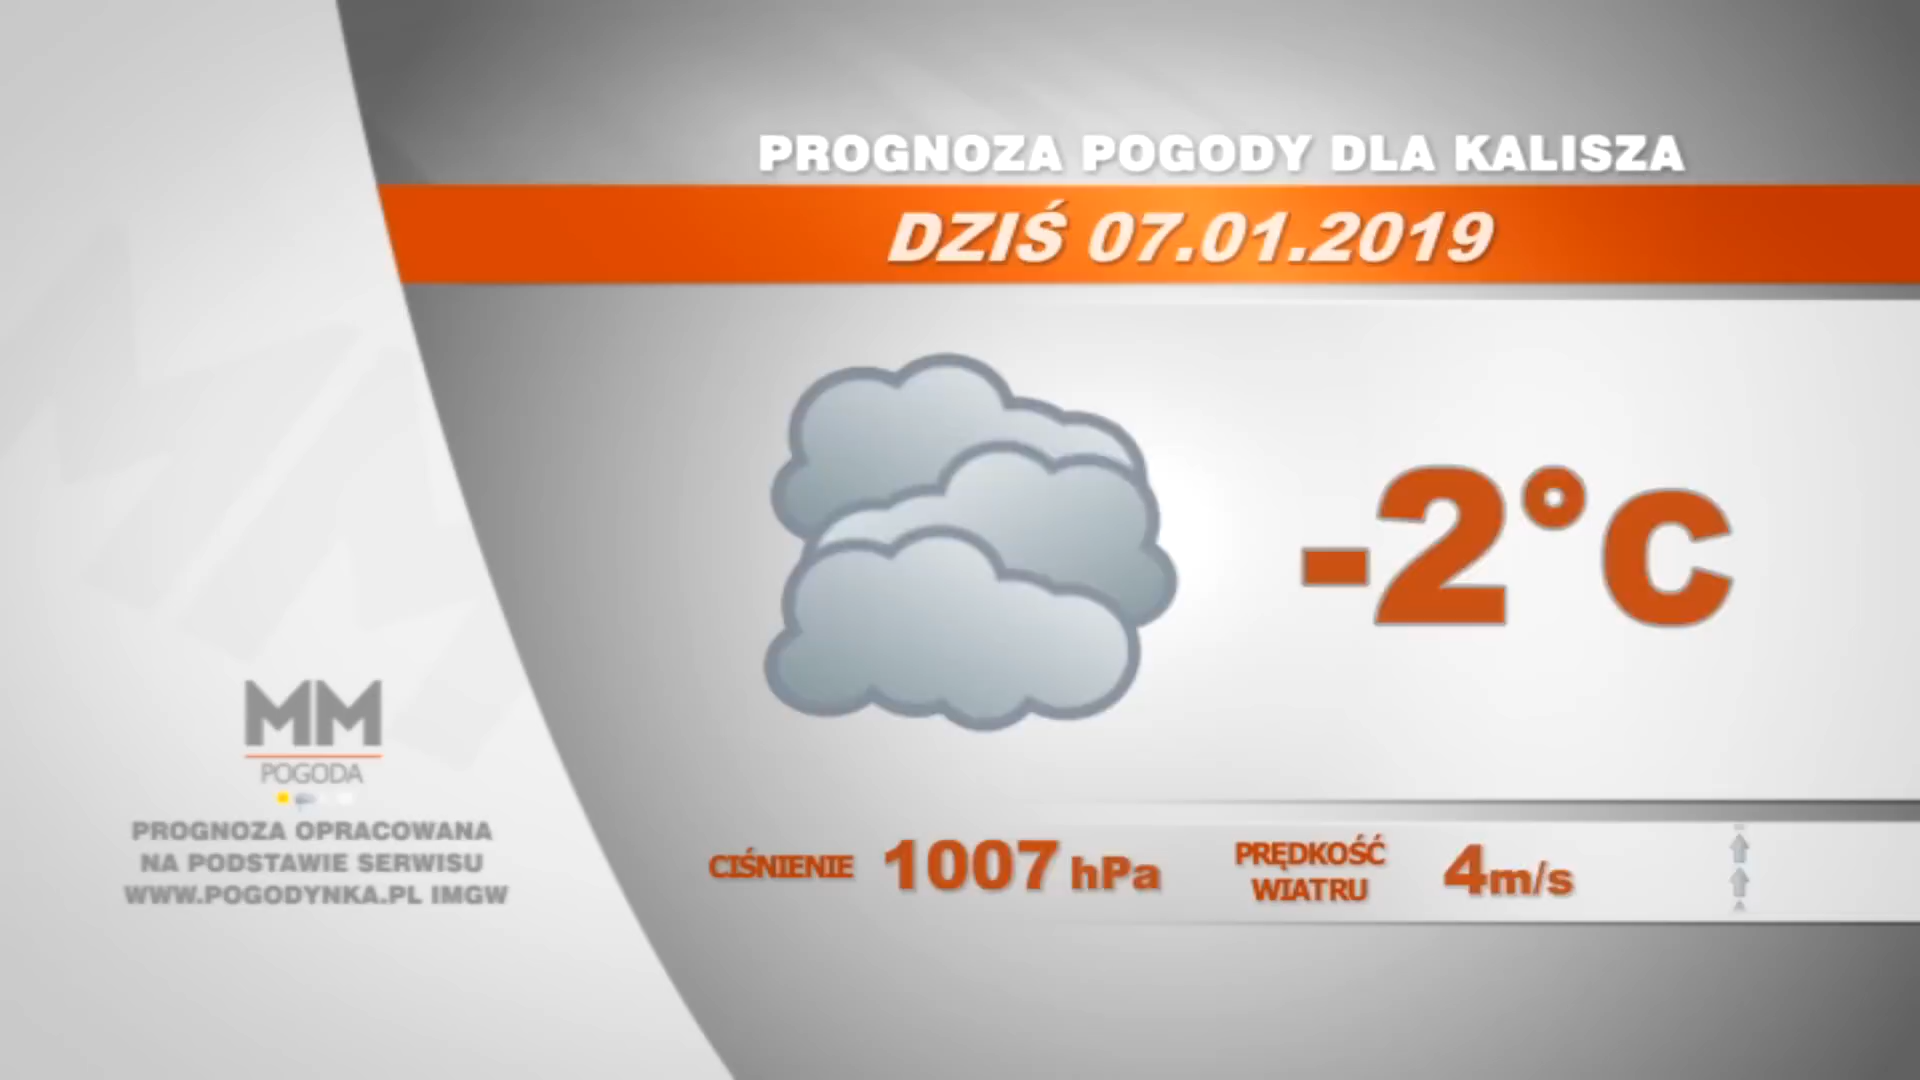 PROGNOZA POGODY DLA KALISZA
DZIŚ 07.01.2019
-2°C
CIŚNIENIE 1007 hPa
PRĘDKOŚĆ
WIATRU
4m/s
MM
POGODA
PROGNOZA OPRACOWANA
NA PODSTAWIE SERWISU
WWW.POGODYNKA.PL IMGW